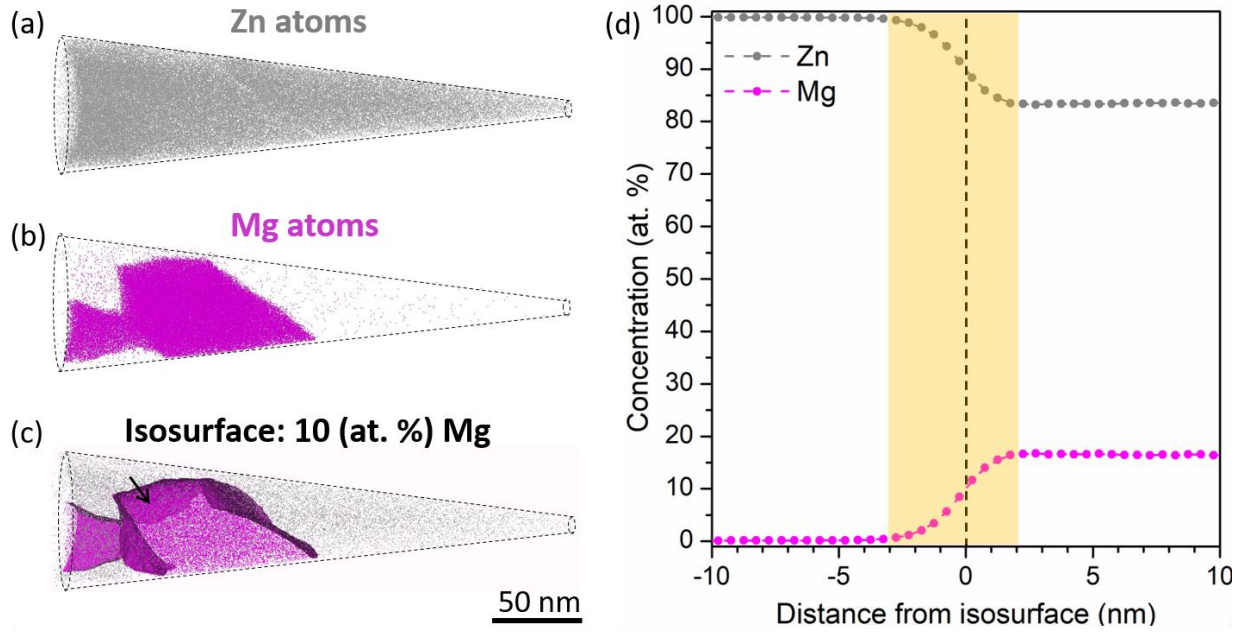 (a)
Zn atoms
(b)
Mg atoms
(c)
Isosurface: 10 (at. %) Mg
50 nm
(d)
Zn
Mg
Concentration (at. %)
100
90
80
70
60
50
40
30
20
10
0
-10
-5
0
5
10
Distance from isosurface (nm)